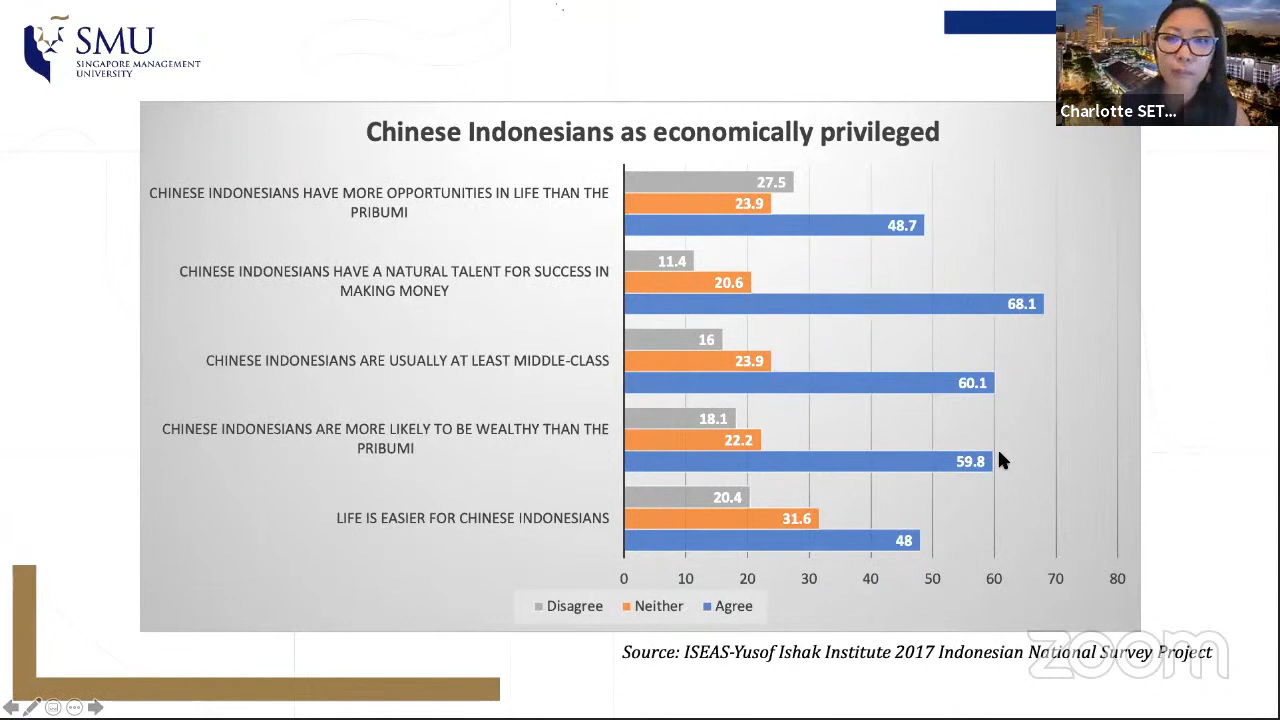 SMU
SINGAPORE MANAGEMENT
UNIVERSITY
Charlotte SET...
Chinese Indonesians as economically privileged
CHINESE INDONESIANS HAVE MORE OPPORTUNITIES IN LIFE THAN THE
PRIBUMI
27.5
23.9
48.7
CHINESE INDONESIANS HAVE A NATURAL TALENT FOR SUCCESS IN
MAKING MONEY
11.4
20.6
68.1
CHINESE INDONESIANS ARE USUALLY AT LEAST MIDDLE-CLASS
16
23.9
60.1
CHINESE INDONESIANS ARE MORE LIKELY TO BE WEALTHY THAN THE
PRIBUMI
18.1
22.2
59.8
LIFE IS EASIER FOR CHINESE INDONESIANS
20.4
31.6
48
0 10 20 30 40 50 60 70 80
Disagree Neither Agree
Source: ISEAS-Yusof Ishak Institute 2017 Indonesian National Survey Project
zoom